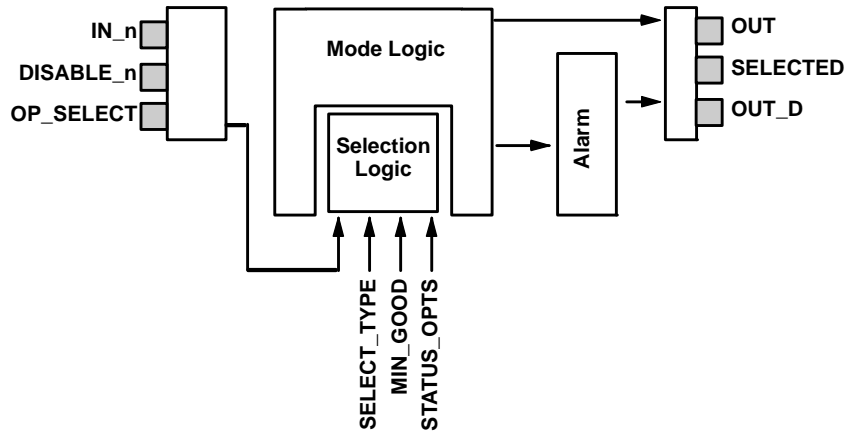 IN_n
DISABLE_n
OP_SELECT
Mode Logic
Selection
Logic
Alarm
OUT
SELECTED
OUT_D
SELECT_TYPE
MIN_GOOD
STATUS_OPTS